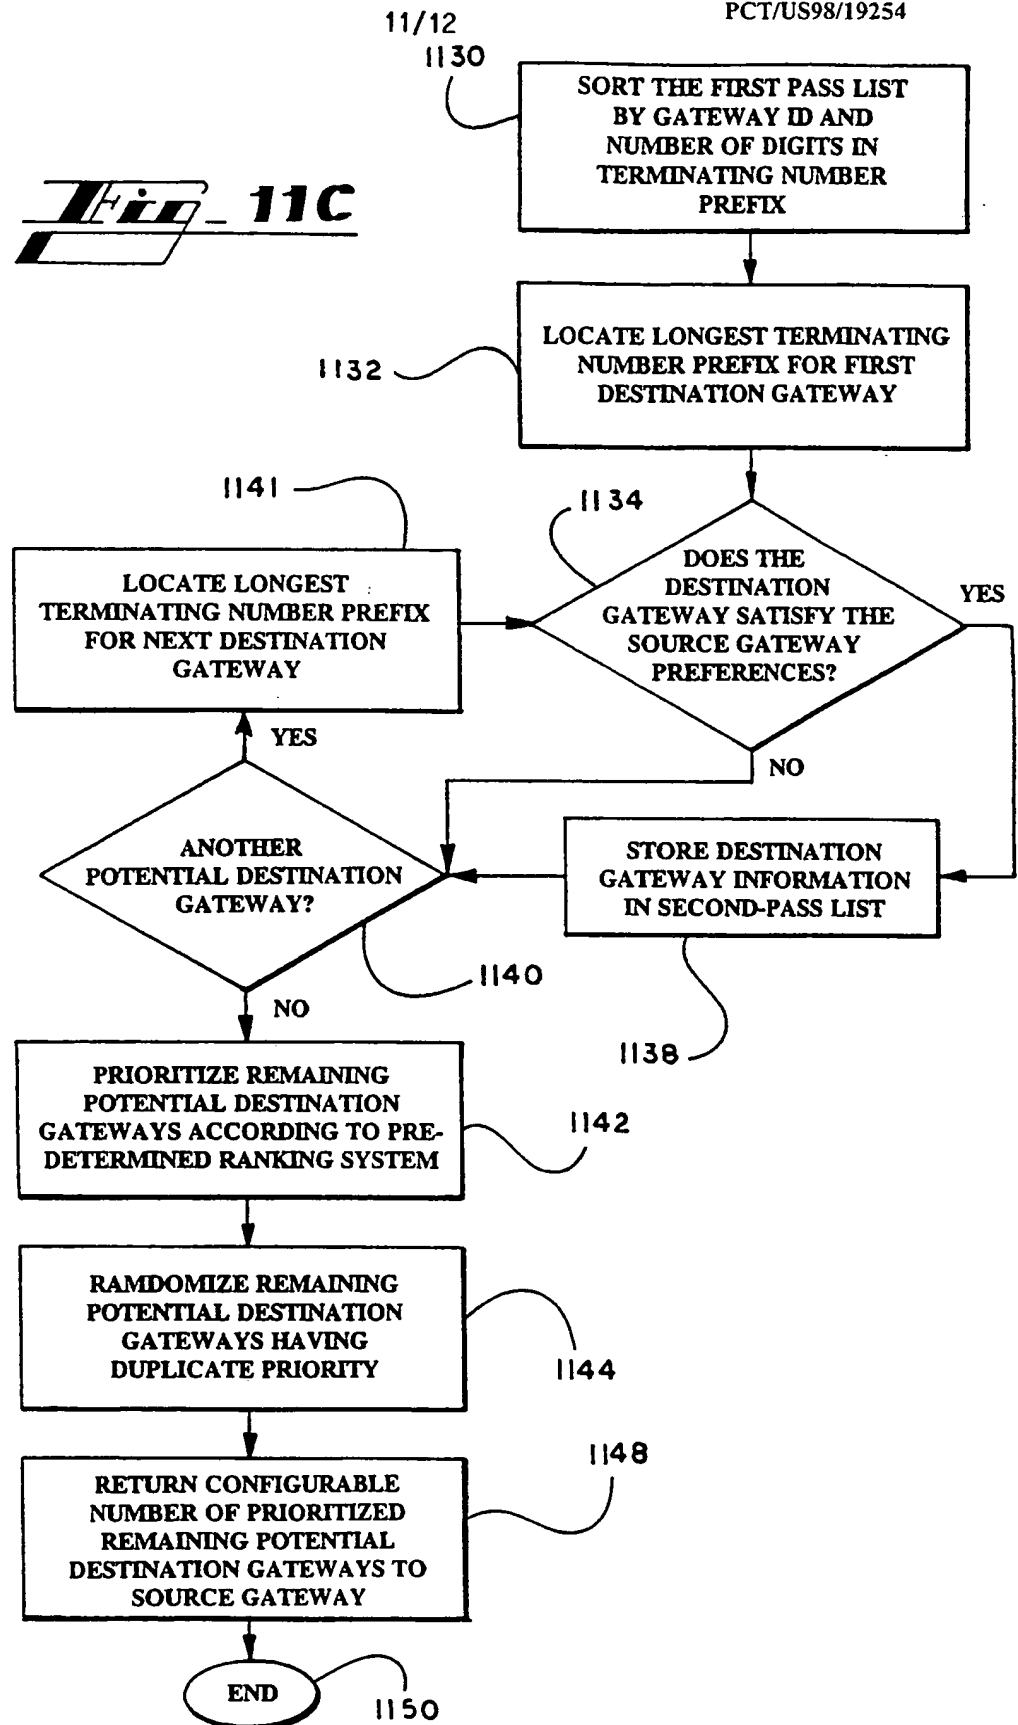 PCT/US98/19254
11/12
1130
SORT THE FIRST PASS LIST
BY GATEWAY ID AND
NUMBER OF DIGITS IN
TERMINATING NUMBER
PREFIX
Fig_ 11C
LOCATE LONGEST TERMINATING
NUMBER PREFIX FOR FIRST
DESTINATION GATEWAY
1132
1141
1134
LOCATE LONGEST
TERMINATING NUMBER PREFIX
FOR NEXT DESTINATION
GATEWAY
DOES THE
DESTINATION
GATEWAY SATISFY THE
SOURCE GATEWAY
PREFERENCES?
YES
YES
NO
ANOTHER
POTENTIAL DESTINATION
GATEWAY?
STORE DESTINATION
GATEWAY INFORMATION
IN SECOND-PASS LIST
1140
NO
1138
PRIORITIZE REMAINING
POTENTIAL DESTINATION
GATEWAYS ACCORDING TO PRE-
DETERMINED RANKING SYSTEM
1142
RAMDOMIZE REMAINING
POTENTIAL DESTINATION
GATEWAYS HAVING
DUPLICATE PRIORITY
1144
1148
RETURN CONFIGURABLE
NUMBER OF PRIORITIZED
REMAINING POTENTIAL
DESTINATION GATEWAYS TO
SOURCE GATEWAY
END
1150